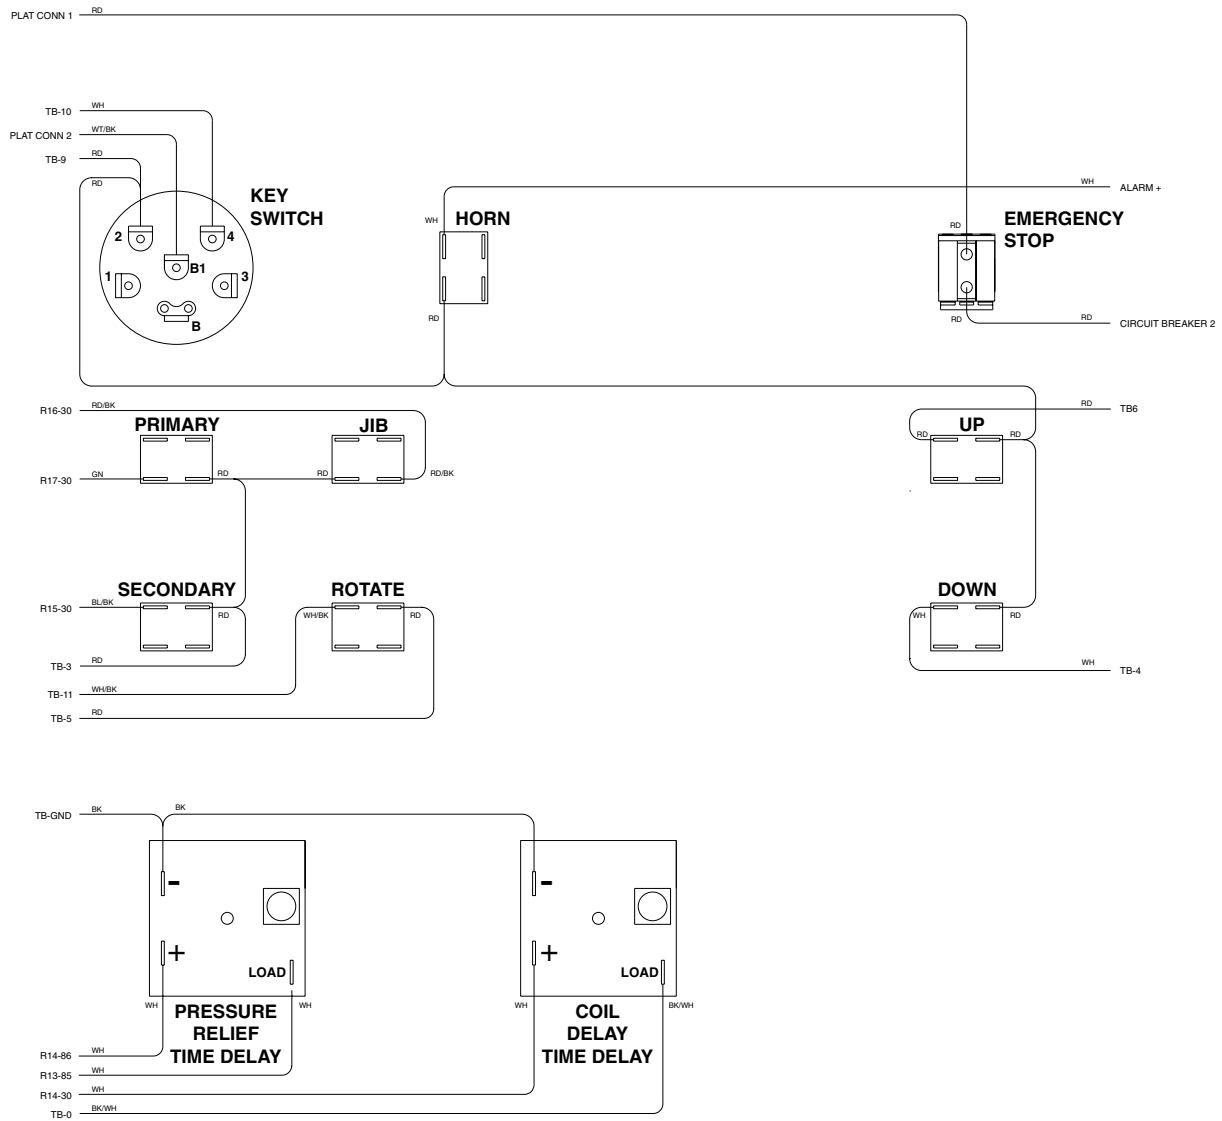 PLAT CONN 1
RD
TB-10
WH
PLAT CONN 2
WT/BK
TB-9
RD
RD
KEY
SWITCH
2
4
B1
1
3
B
WH
ALARM +
WH
HORN
RD
RD
EMERGENCY
STOP
RD
RD
CIRCUIT BREAKER 2
R16-30
RD/BK
PRIMARY
JIB
RD
TB6
UP
RD
RD
R17-30
GN
RD
RD
RD/BK
SECONDARY
ROTATE
DOWN
R15-30
BL/BK
RD
WH/BK
RD
WH
RD
TB-3
RD
WH
TB-4
TB-11
WH/BK
TB-5
RD
TB-GND
BK
BK
-
-
+
+
LOAD
LOAD
WH
WH
WH
BK/WH
PRESSURE
RELIEF
TIME DELAY
COIL
DELAY
TIME DELAY
R14-86
WH
R13-85
WH
R14-30
WH
TB-0
BK/WH